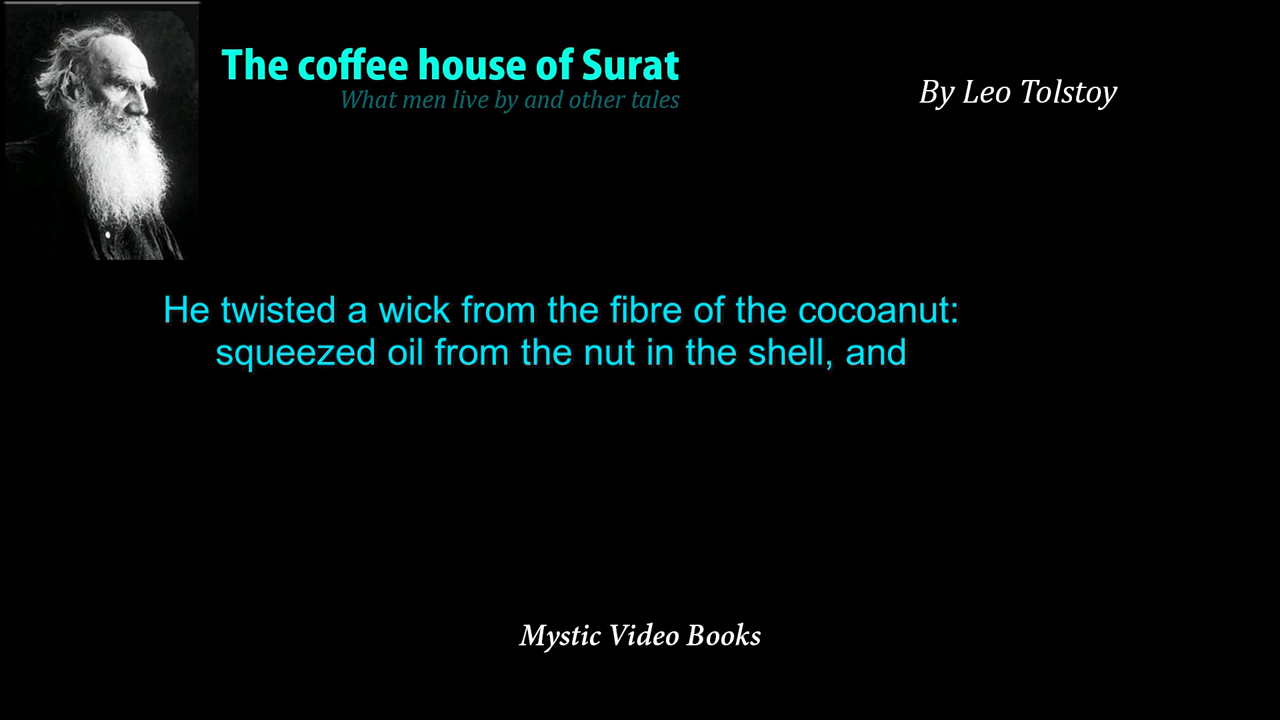 The coffee house of Surat
What men live by and other tales
By Leo Tolstoy
He twisted a wick from the fibre of the cocoanut:
squeezed oil from the nut in the shell, and
Mystic Video Books